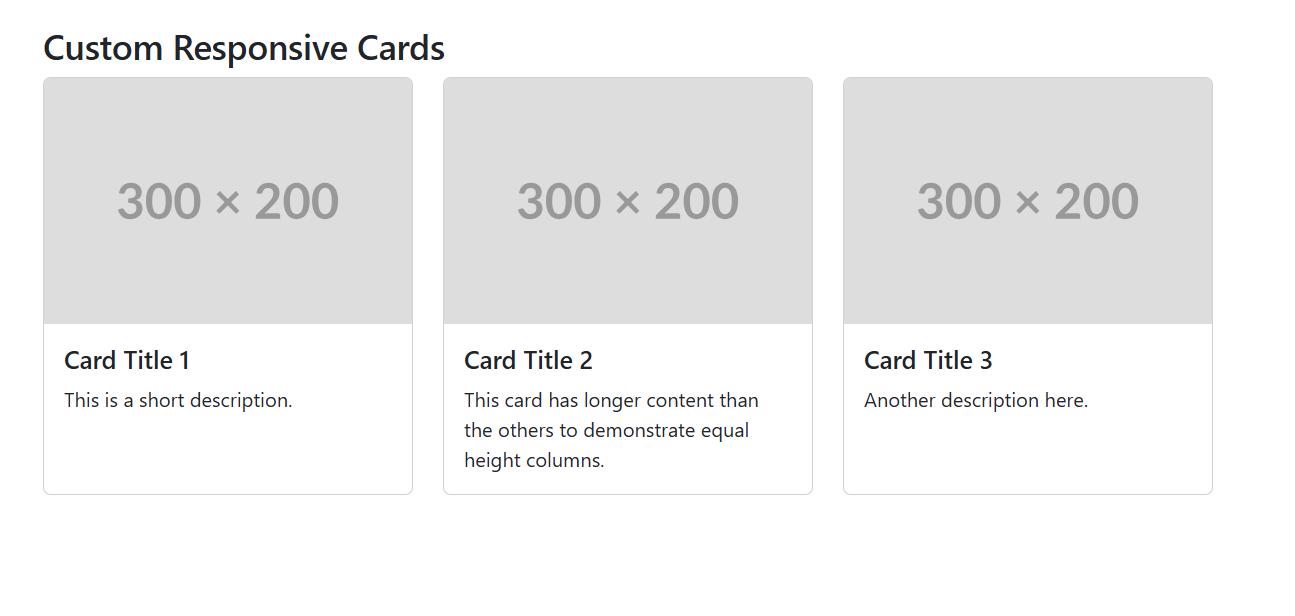 Custom Responsive Cards
300 × 200
300 × 200
300 × 200
Card Title 1
This is a short description.
Card Title 2
This card has longer content than
the others to demonstrate equal
height columns.
Card Title 3
Another description here.